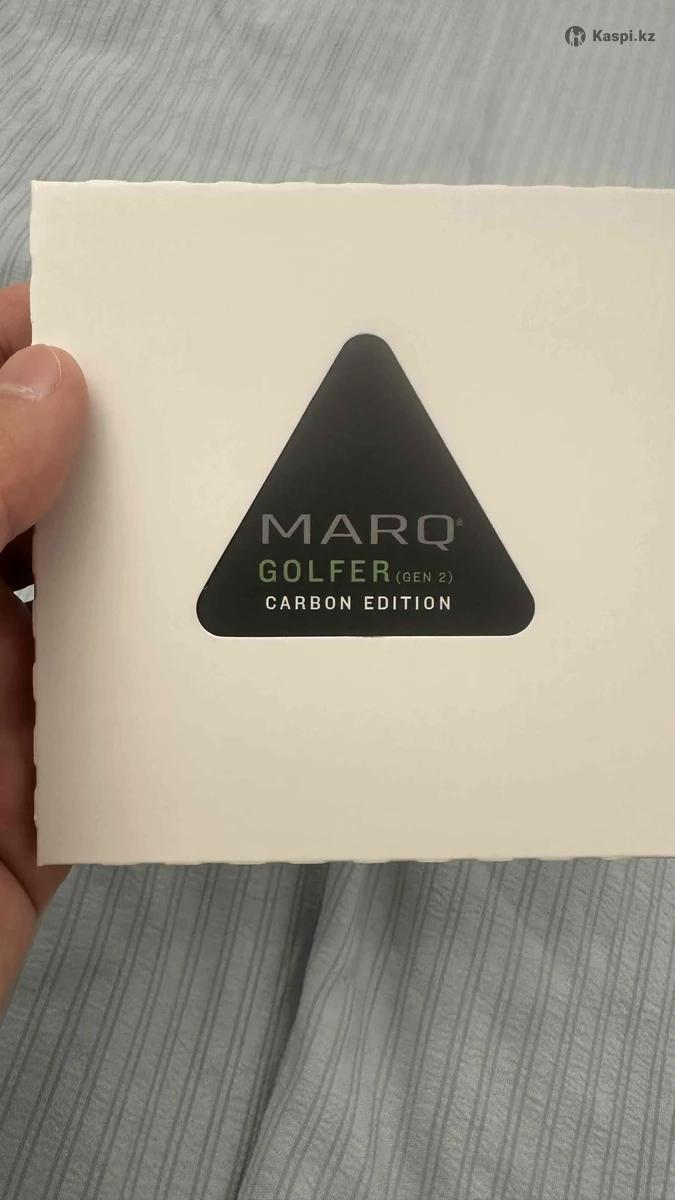 Kaspi.kz
MARQ®
GOLFER (GEN 2)
CARBON EDITION